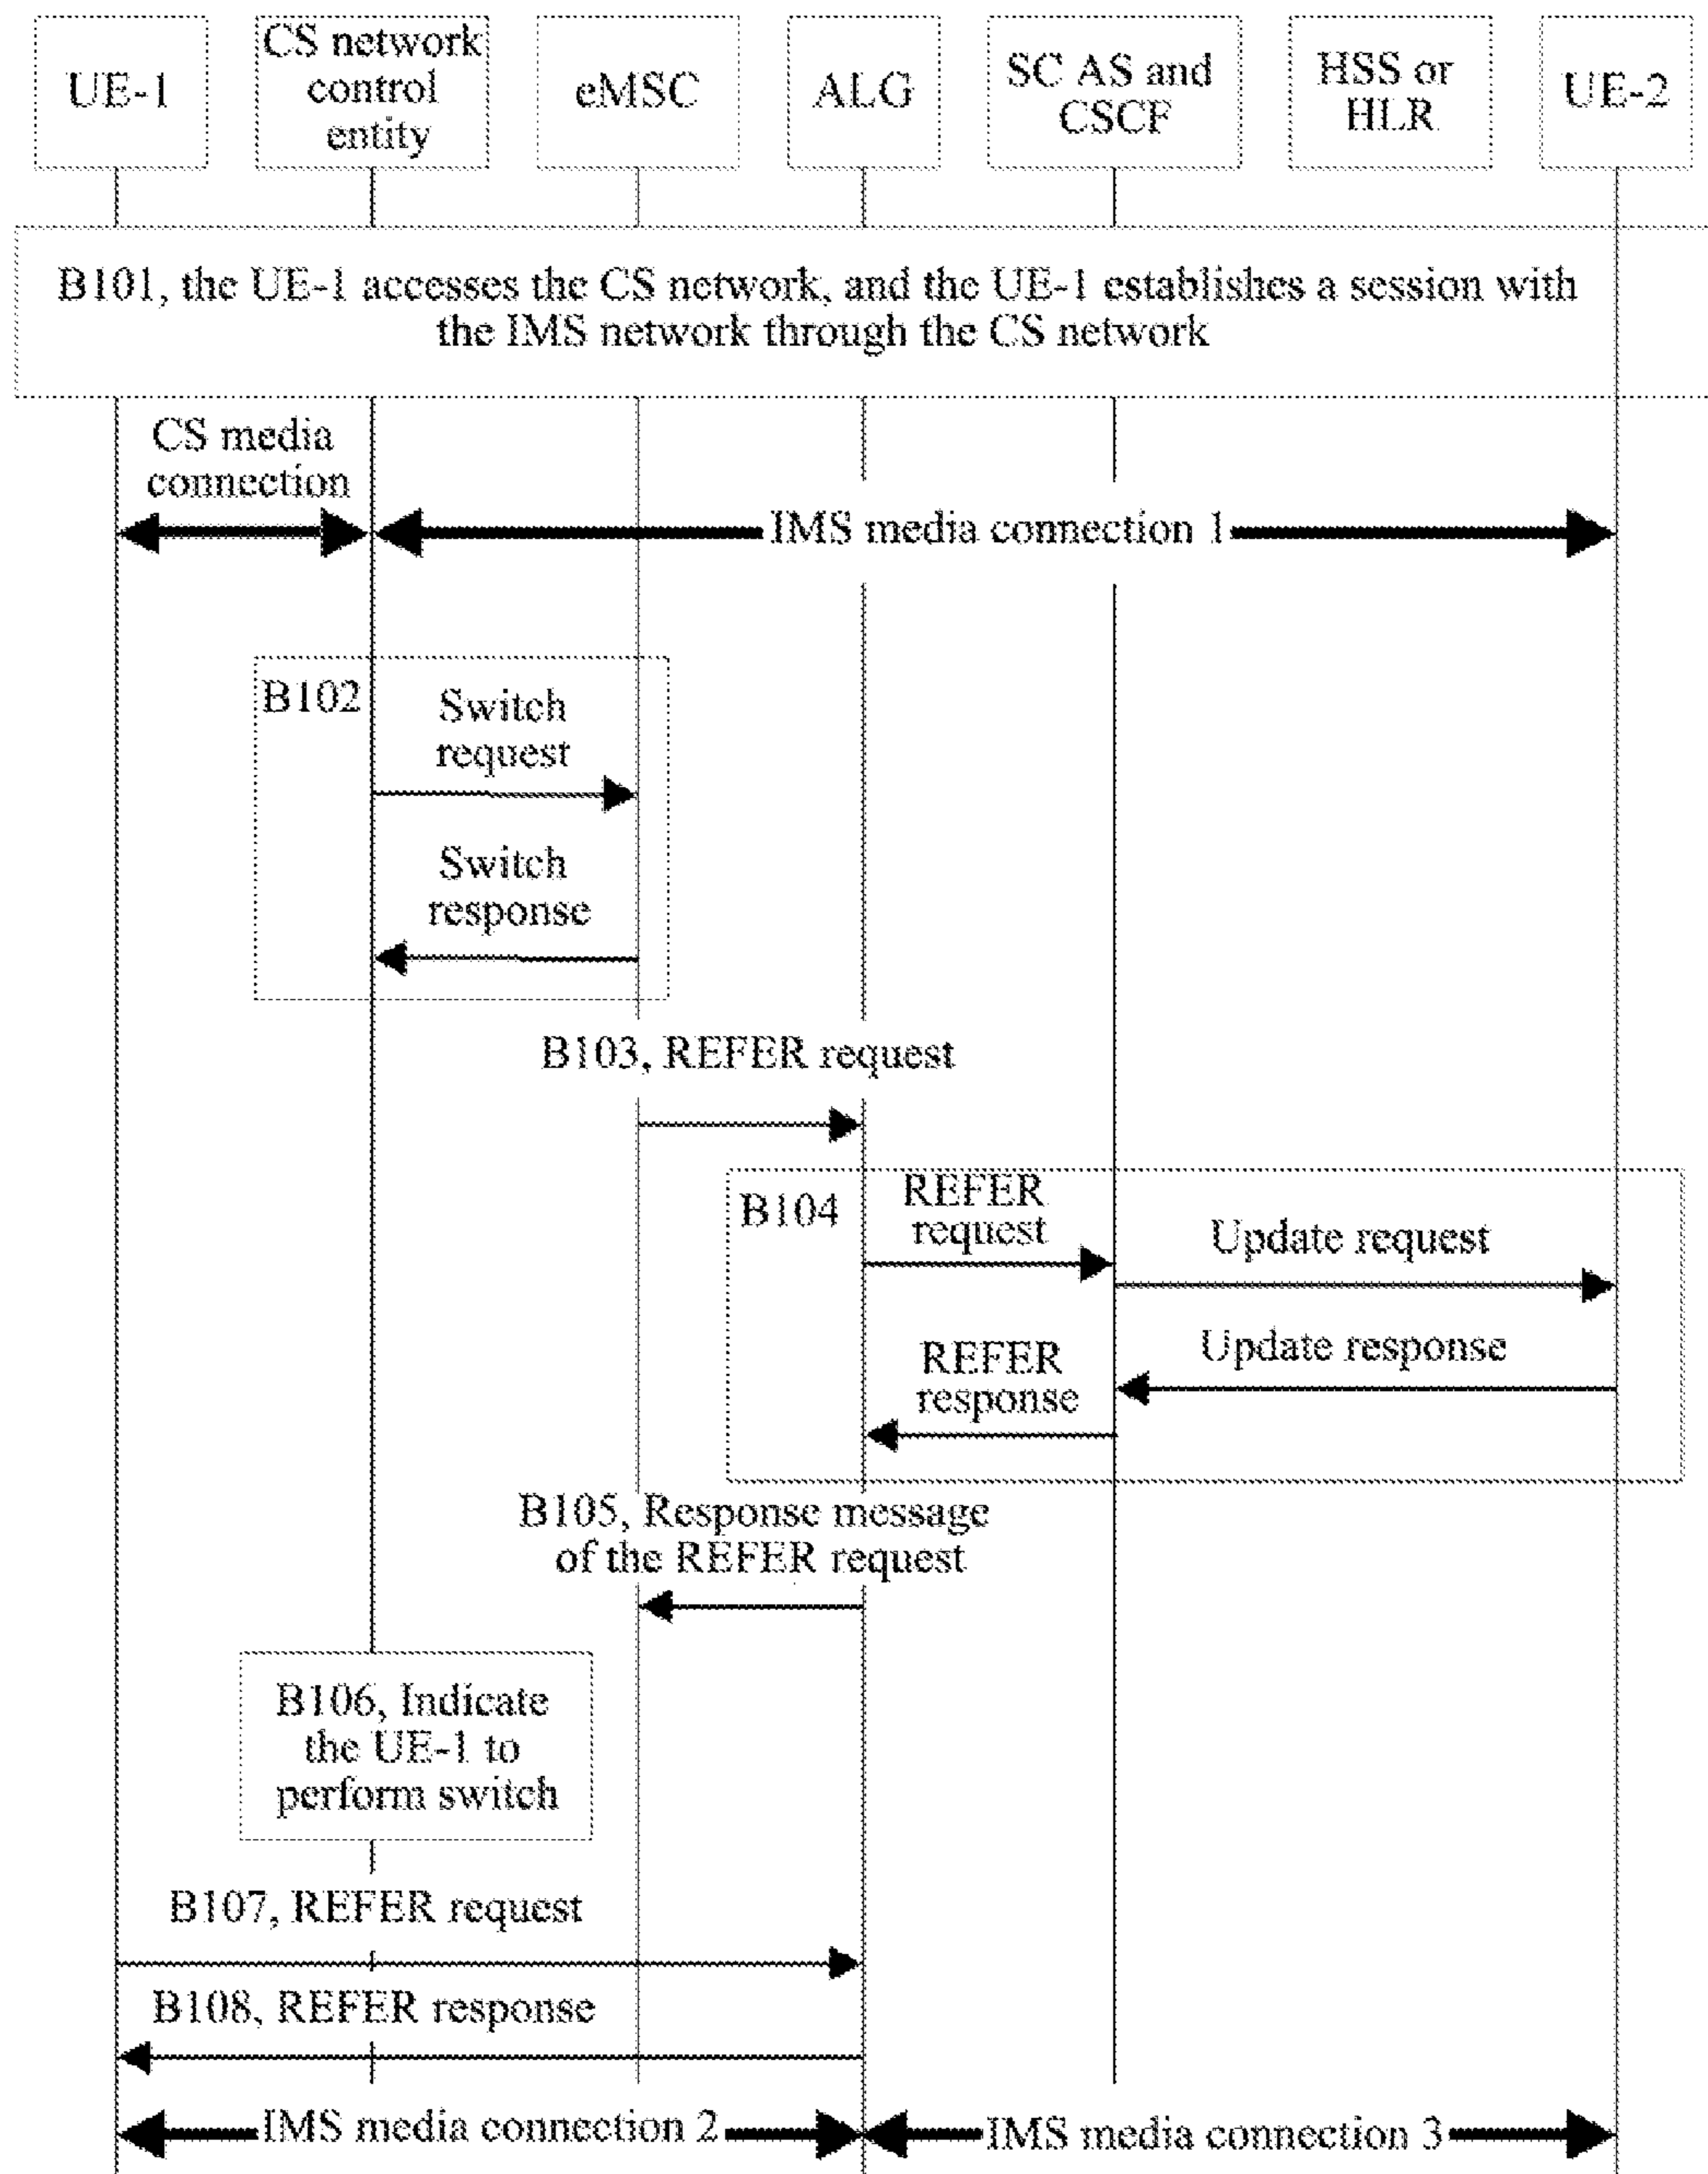 UE-1
CS network
control
entity
eMSC
ALG
SC AS and
CSCF
HSS or
HLR
UE-2
B101, the UE-1 accesses the CS network, and the UE-1 establishes a session with
the IMS network through the CS network
CS media
connection
IMS media connection 1
B102
Switch
request
Switch
response
B103, REFER request
B104
REFER
request
Update request
Update response
REFER
response
B105, Response message
of the REFER request
B106, Indicate
the UE-1 to
perform switch
B107, REFER request
B108, REFER response
IMS media connection 2
IMS media connection 3